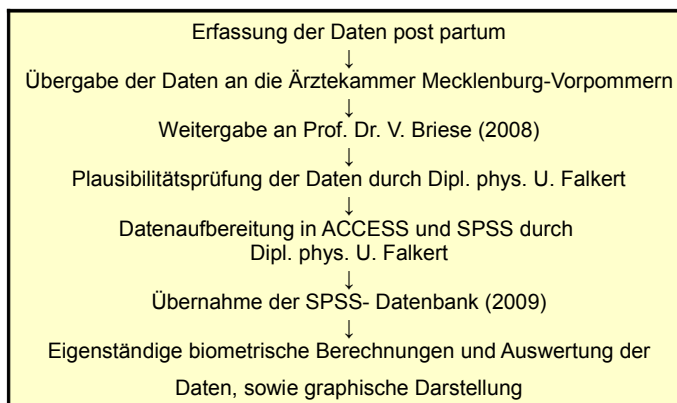 Erfassung der Daten post partum
↓
Übergabe der Daten an die Ärztekammer Mecklenburg-Vorpommern
↓
Weitergabe an Prof. Dr. V. Briese (2008)
↓
Plausibilitätsprüfung der Daten durch Dipl. phys. U. Falkert
↓
Datenaufbereitung in ACCESS und SPSS durch
Dipl. phys. U. Falkert
↓
Übernahme der SPSS- Datenbank (2009)
↓
Eigenständige biometrische Berechnungen und Auswertung der
Daten, sowie graphische Darstellung